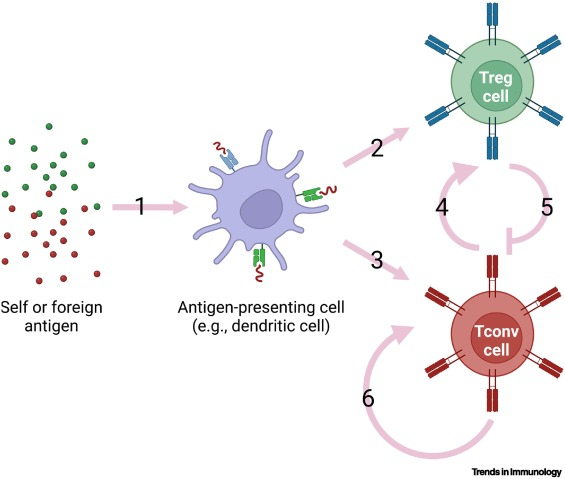 Treg
cell
2
1
4
5
3
Self or foreign
antigen
Antigen-presenting cell
(e.g., dendritic cell)
Tconv
cell
6
Trends in Immunology